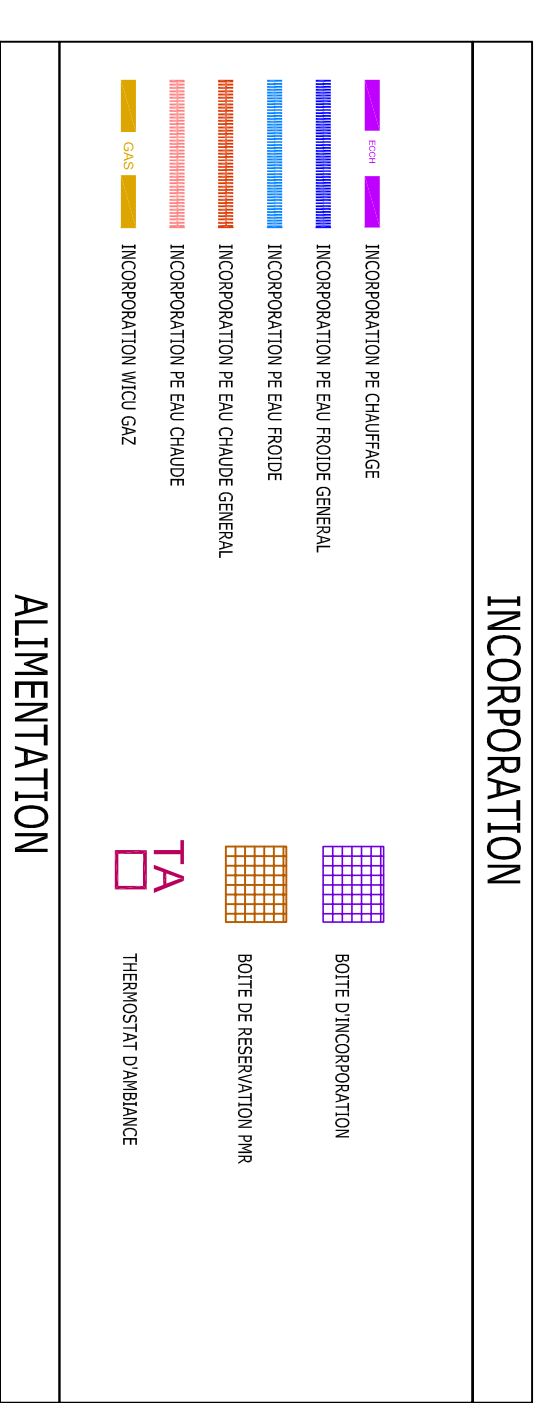 INCORPORATION
ECCH INCORPORATION PE CHAUFFAGE
INCORPORATION PE EAU FROIDE GENERAL
INCORPORATION PE EAU FROIDE
INCORPORATION PE EAU CHAUDE GENERAL
INCORPORATION PE EAU CHAUDE
GAS INCORPORATION WICU GAZ
BOITE D'INCORPORATION
BOITE DE RESERVATION PMR
TA THERMOSTAT D'AMBIANCE
ALIMENTATION